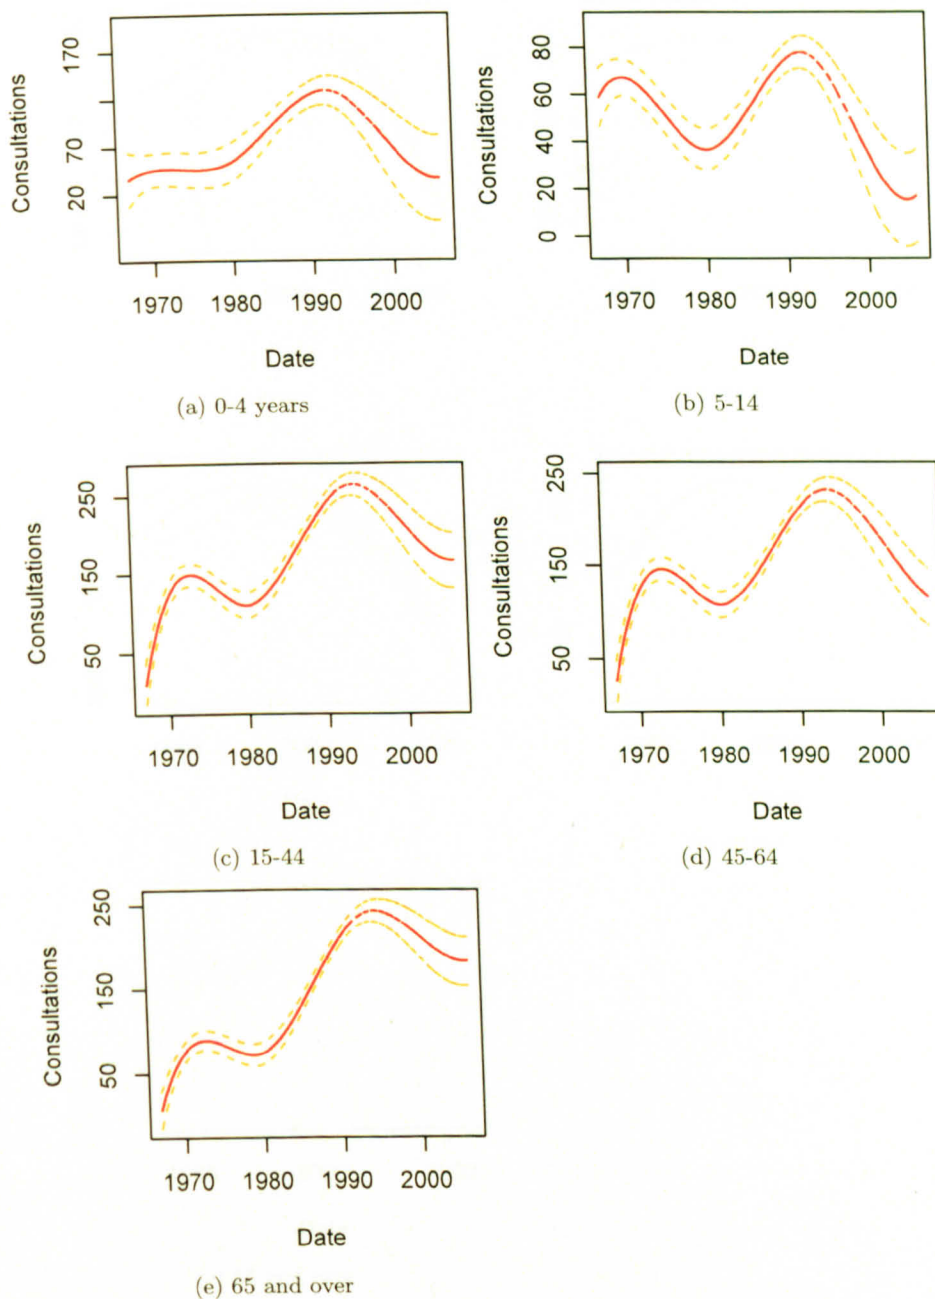 Consultations
170
70
20
1970 1980 1990 2000
Date
(a) 0-4 years
Consultations
80
60
40
20
0
1970 1980 1990 2000
Date
(b) 5-14
Consultations
250
150
50
1970 1980 1990 2000
Date
(c) 15-44
Consultations
250
150
50
1970 1980 1990 2000
Date
(d) 45-64
Consultations
250
150
50
1970 1980 1990 2000
Date
(e) 65 and over